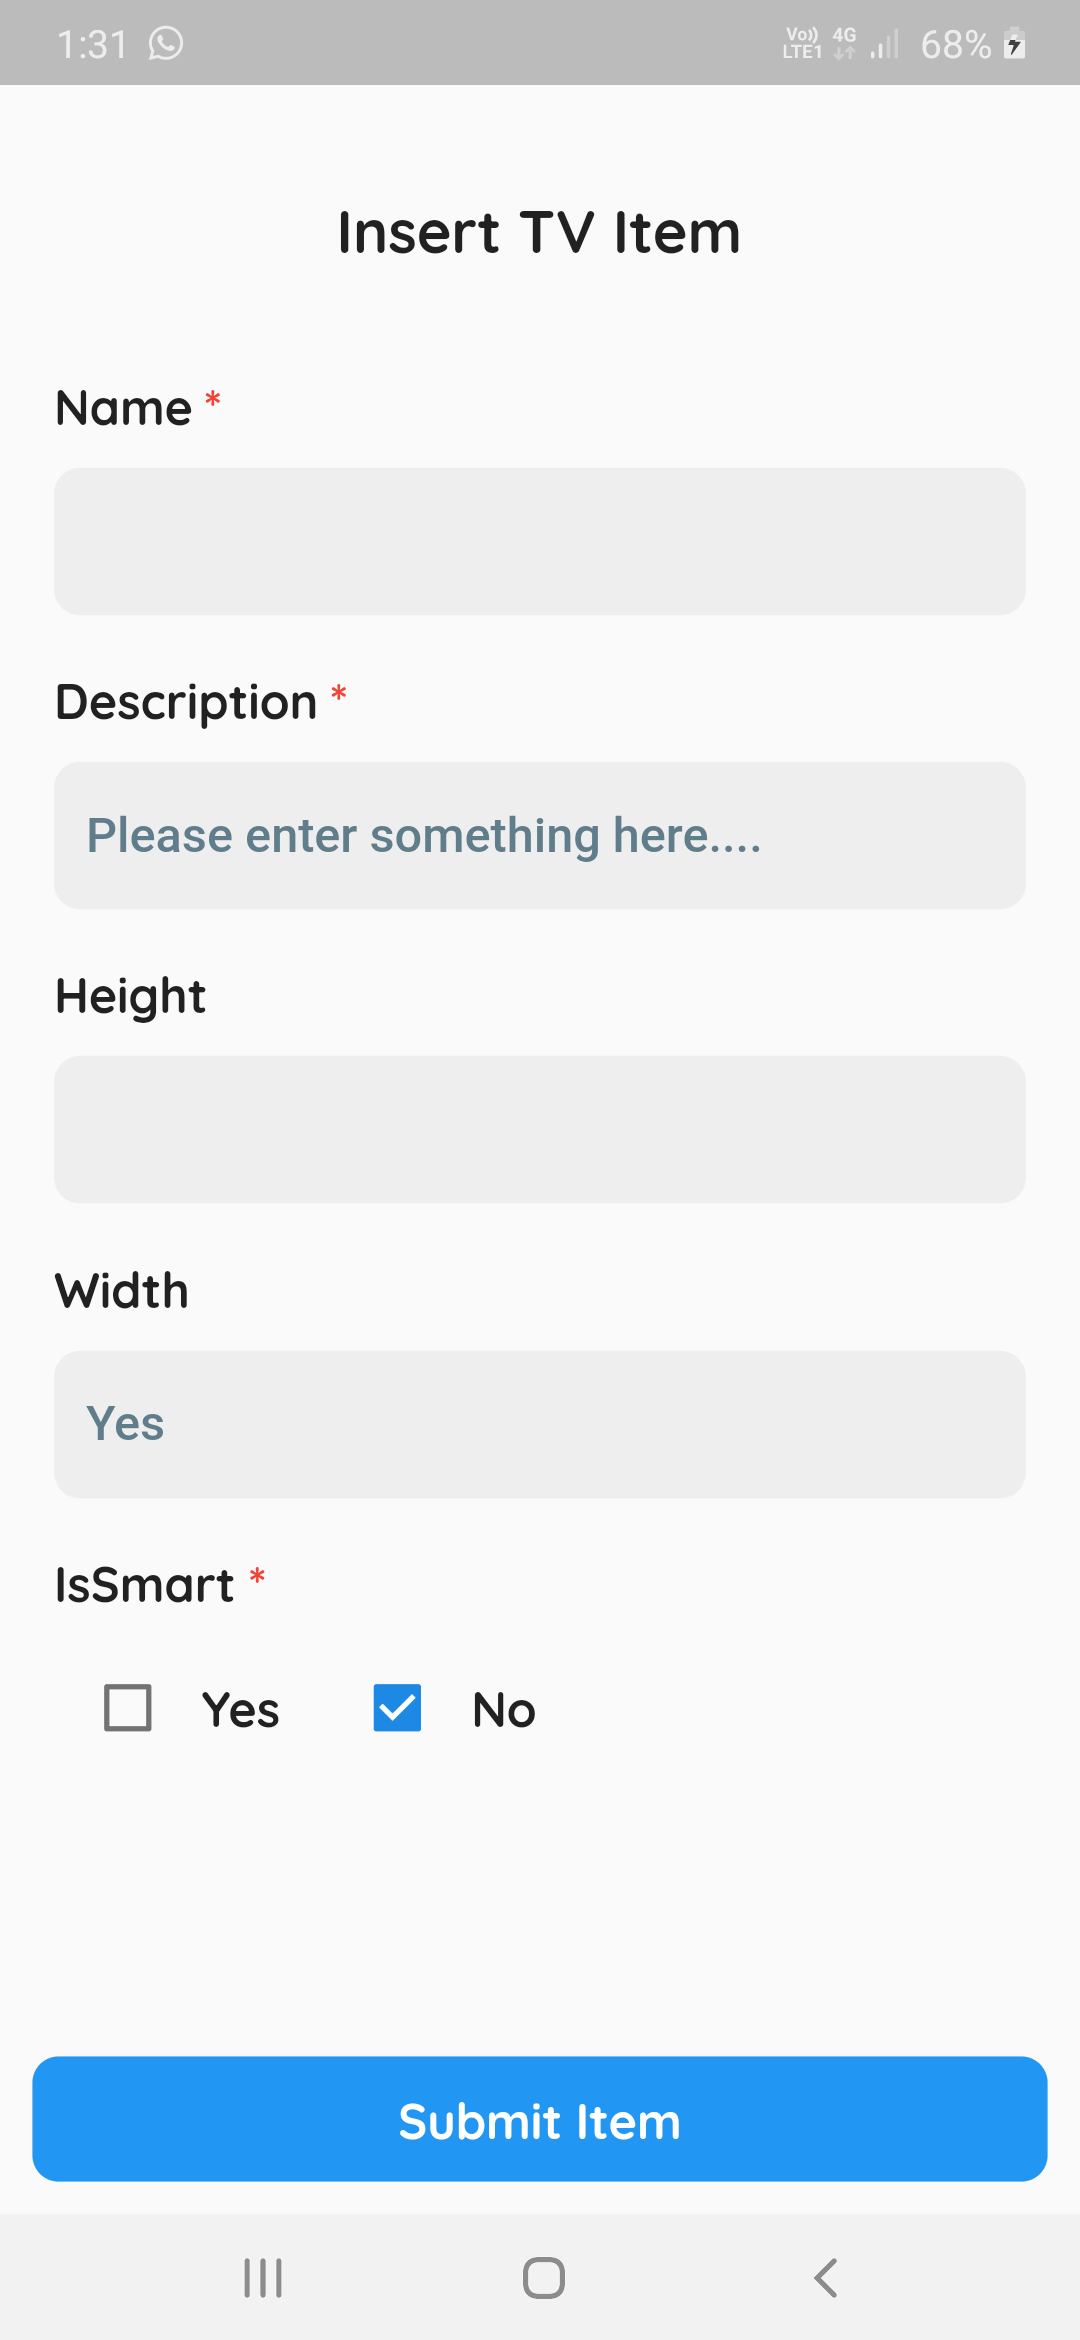 1:31 Vo)) 4G 68%
LTE1
Insert TV Item
Name *
Description *
Please enter something here....
Height
Width
Yes
IsSmart *
Yes No
Submit Item